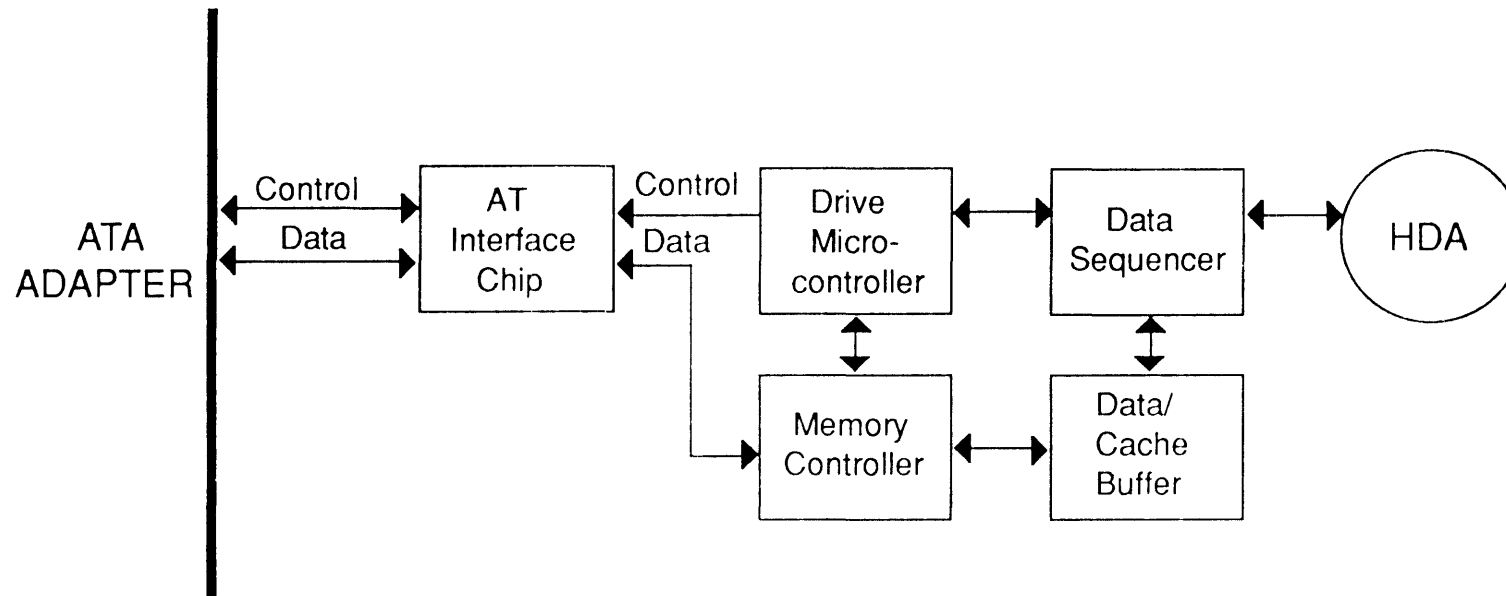 ATA
ADAPTER
Control
Data
AT
Interface
Chip
Control
Data
Drive
Micro-
controller
Memory
Controller
Data
Sequencer
Data/
Cache
Buffer
HDA